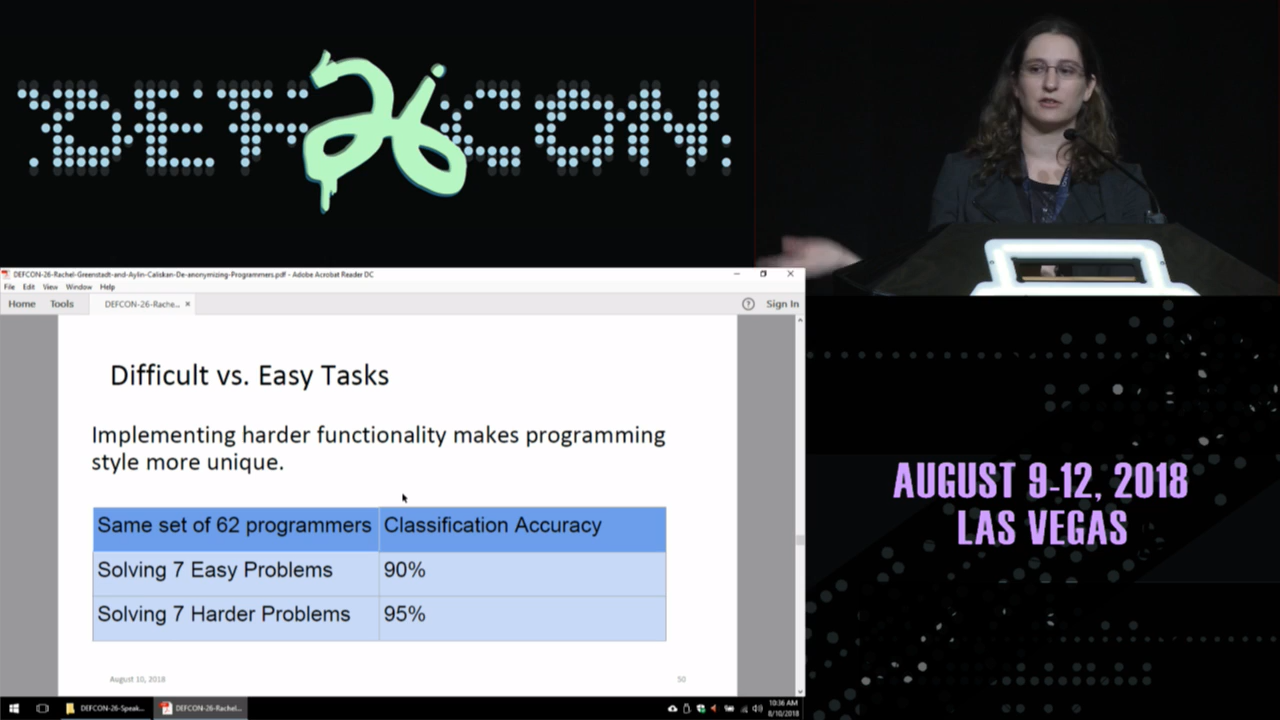 DEF 26 CON
DEFCON-26-Rachel-Greenstadt-and-Aylin-Caliskan-De-anonymizing-Programmers.pdf - Adobe Acrobat Reader DC
File Edit View Window Help
Home Tools DEFCON-26-Rache... × ? Sign In
Difficult vs. Easy Tasks
Implementing harder functionality makes programming
style more unique.
Same set of 62 programmers Classification Accuracy
Solving 7 Easy Problems 90%
Solving 7 Harder Problems 95%
August 10, 2018 50
DEFCON-26-Speak... DEFCON-26-Rachel... 10:36 AM
8/10/2018
AUGUST 9-12, 2018
LAS VEGAS